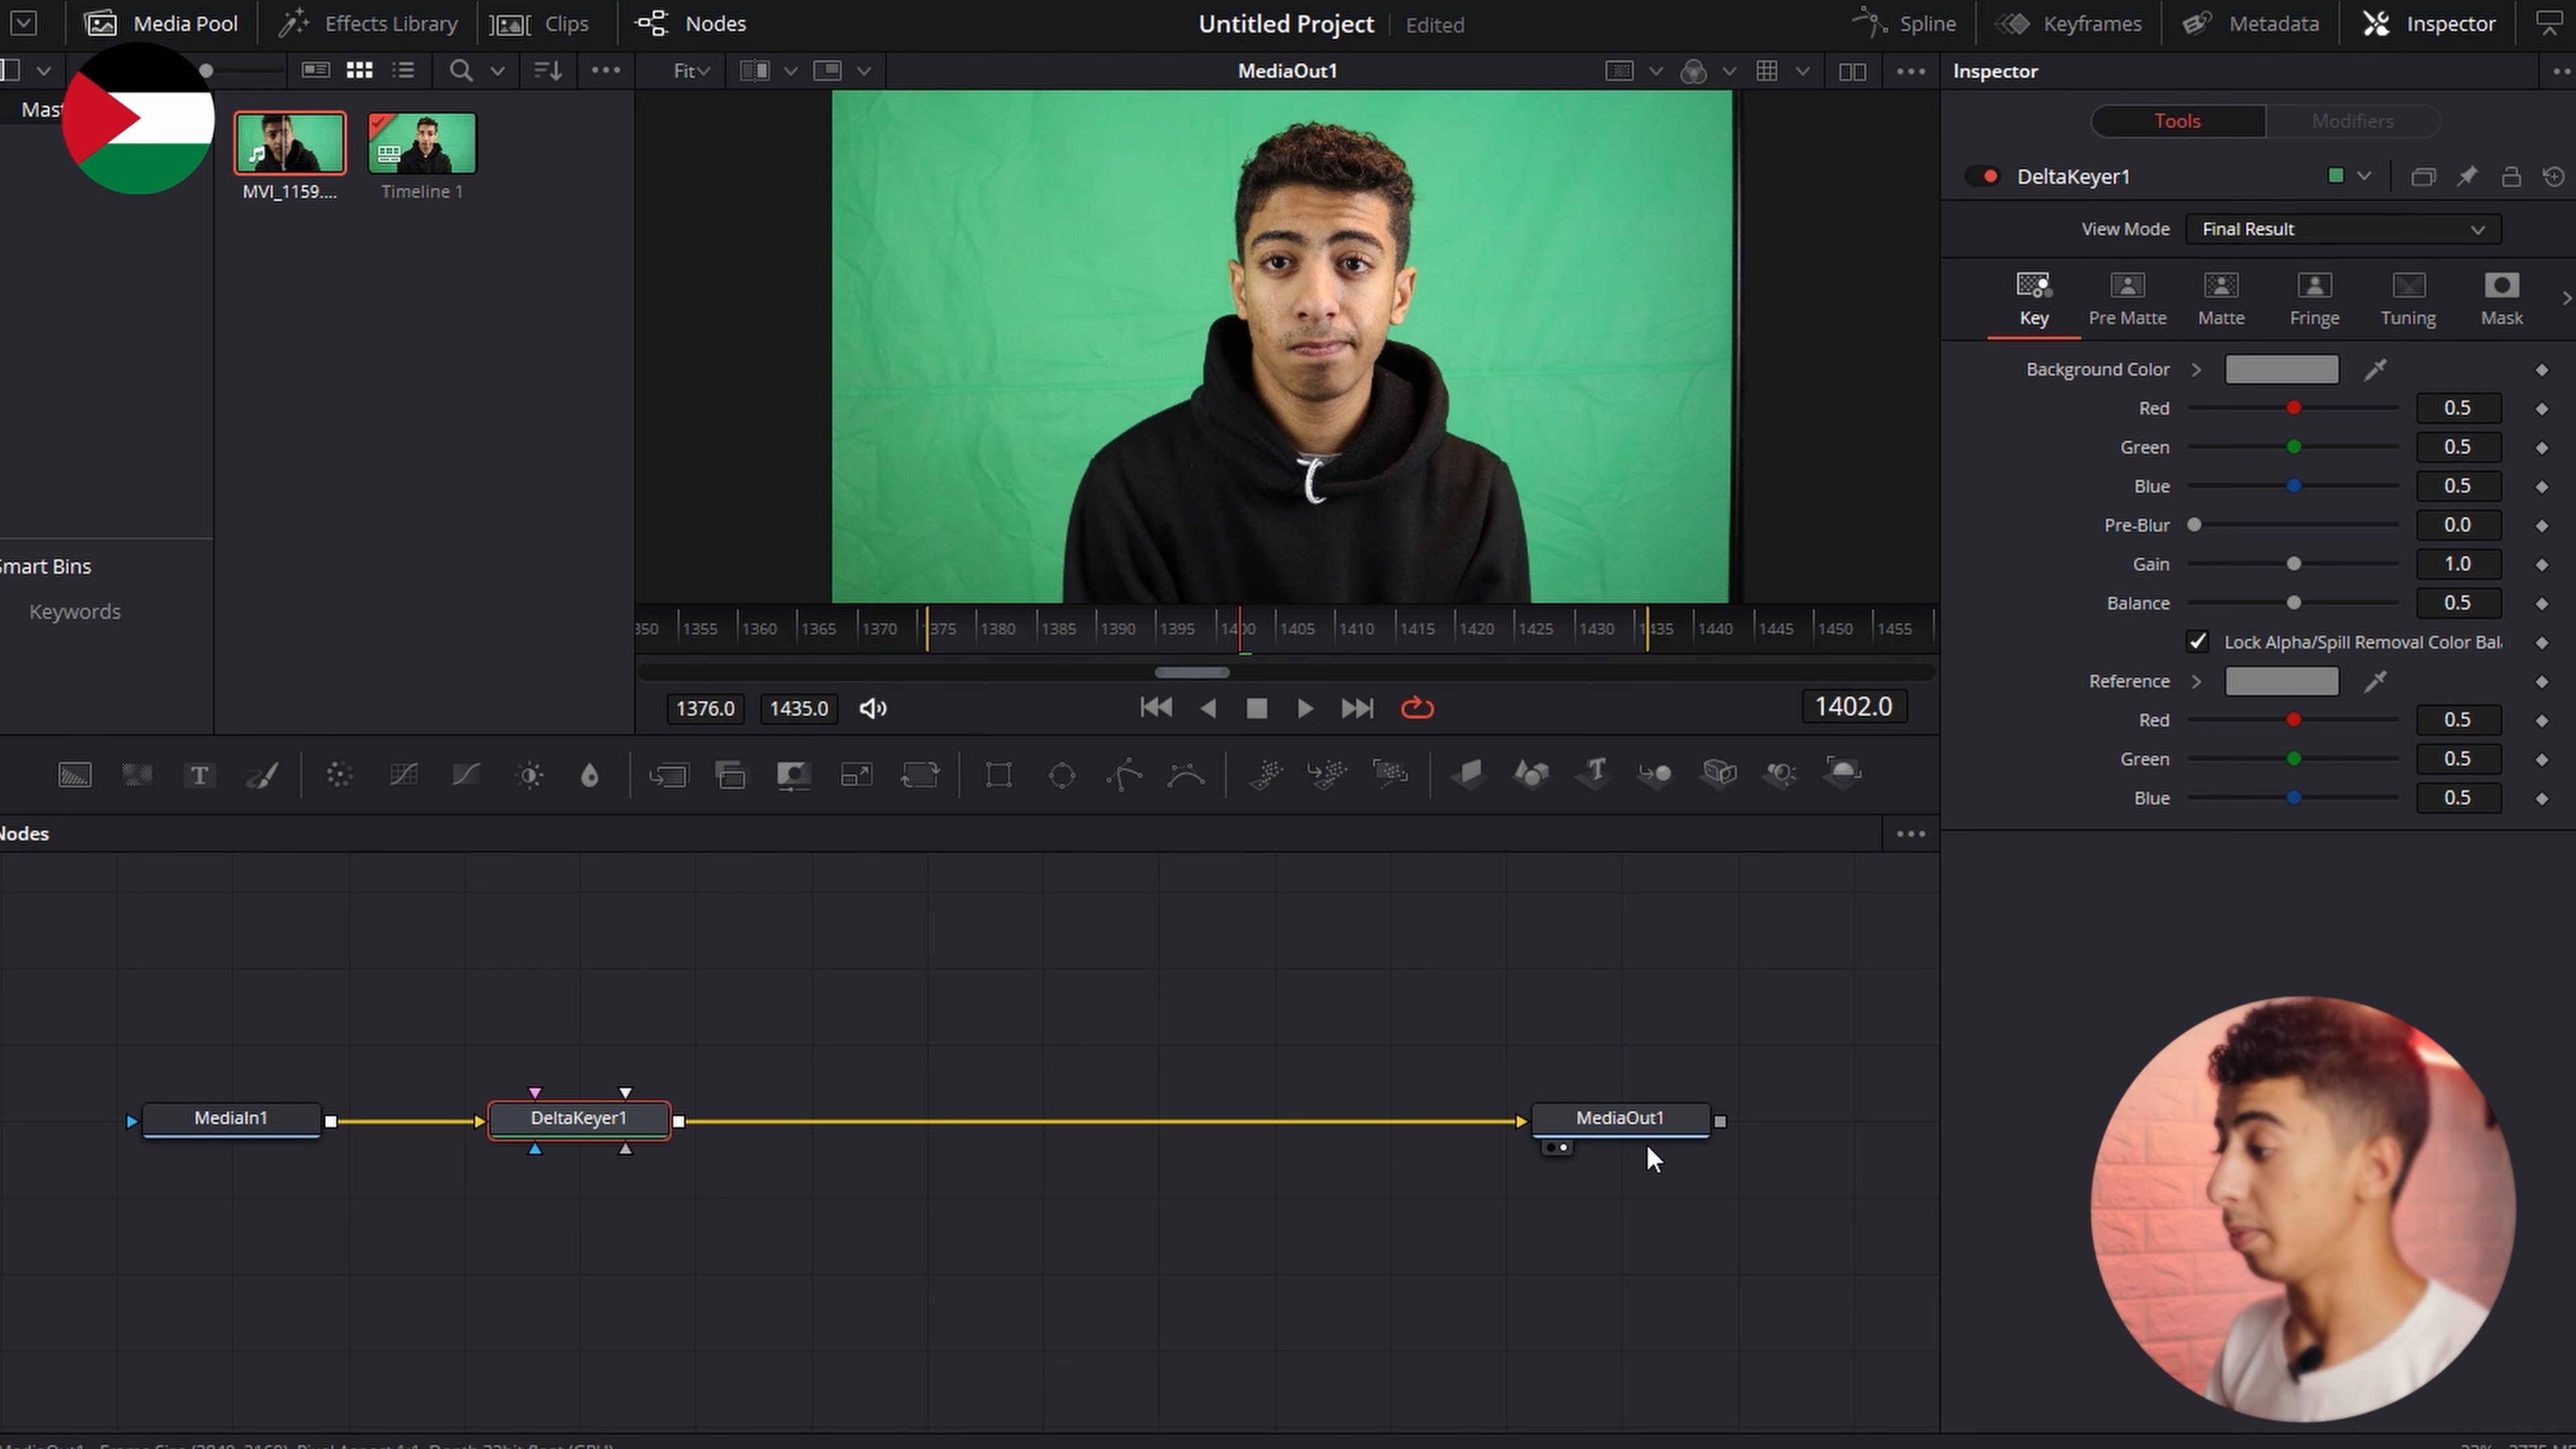 Media Pool
Effects Library
Clips
Nodes
Untitled Project
Edited
Spline
Keyframes
Metadata
Inspector
Fit
MediaOut1
Inspector
Mast
MVI_1159....
Timeline 1
Tools
Modifiers
DeltaKeyer1
View Mode
Final Result
Key
Pre Matte
Matte
Fringe
Tuning
Mask
Background Color
Red
0.5
Green
0.5
Blue
0.5
Pre-Blur
0.0
Gain
1.0
Balance
0.5
Lock Alpha/Spill Removal Color Bal
Reference
Red
0.5
Green
0.5
Blue
0.5
Smart Bins
Keywords
350 1355 1360 1365 1370 1375 1380 1385 1390 1395 1400 1405 1410 1415 1420 1425 1430 1435 1440 1445 1450 1455
1376.0
1435.0
1402.0
T
T
Nodes
MediaIn1
DeltaKeyer1
MediaOut1